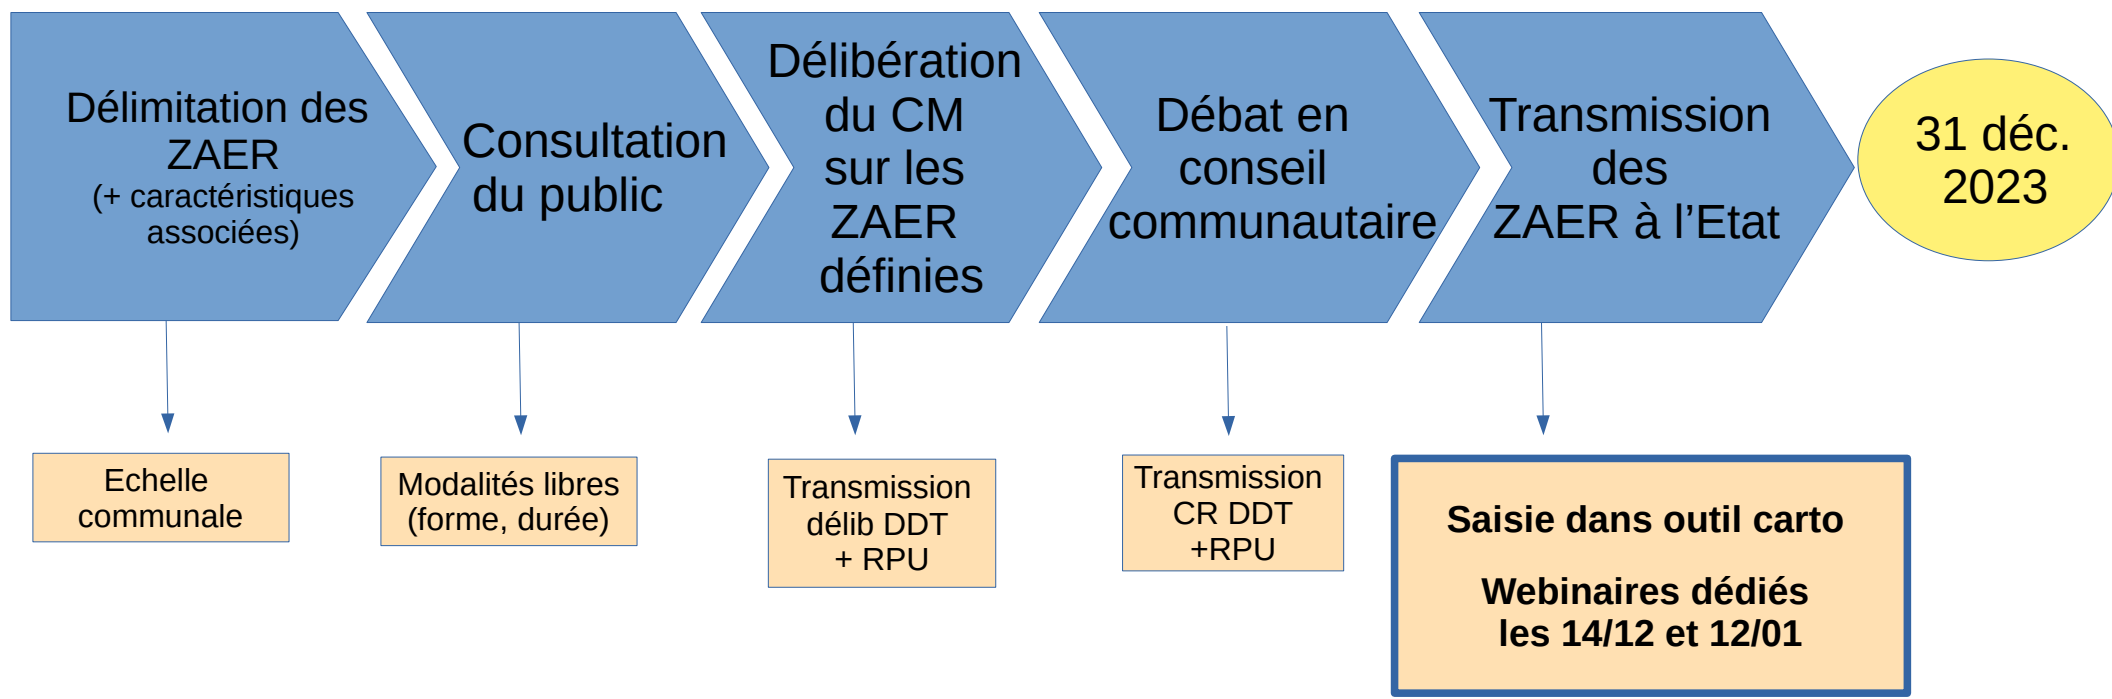 Délimitation des
ZAER
(+ caractéristiques
associées)
Consultation
du public
Délibération
du CM
sur les
ZAER
définies
Débat en
conseil
communautaire
Transmission
des
ZAER à l’Etat
31 déc.
2023
Echelle
communale
Modalités libres
(forme, durée)
Transmission
délib DDT
+ RPU
Transmission
CR DDT
+RPU
Saisie dans outil carto
Webinaires dédiés
les 14/12 et 12/01